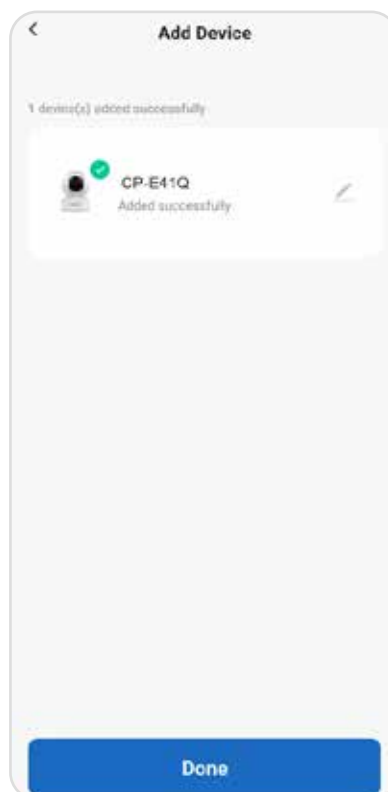 Add Device
1 device(s) added successfully
CP-E41Q
Added successfully
Done